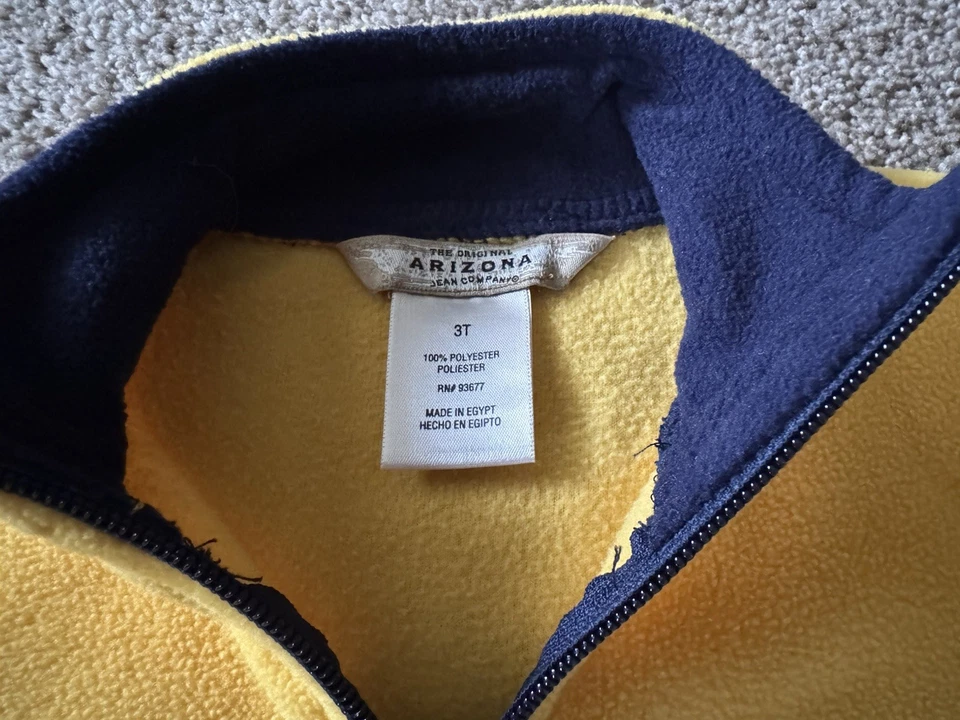 THE ORIGINAL
ARIZONA
JEAN COMPANY®
3T
100% POLYESTER
POLIESTER
RN# 93677
MADE IN EGYPT
HECHO EN EGIPTO